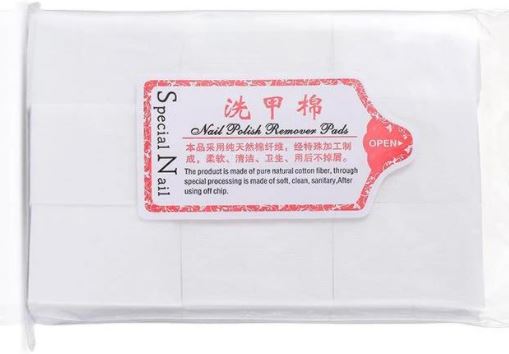 Special Nail
洗甲棉
Nail Polish Remover Pads
本品采用纯天然棉纤维，经特殊加工制
成，柔软、清洁、卫生、用后不掉屑。
The product is made of pure natural cotton fiber, through
special processing is made of soft, clean, sanitary,After
using off chip.
OPEN